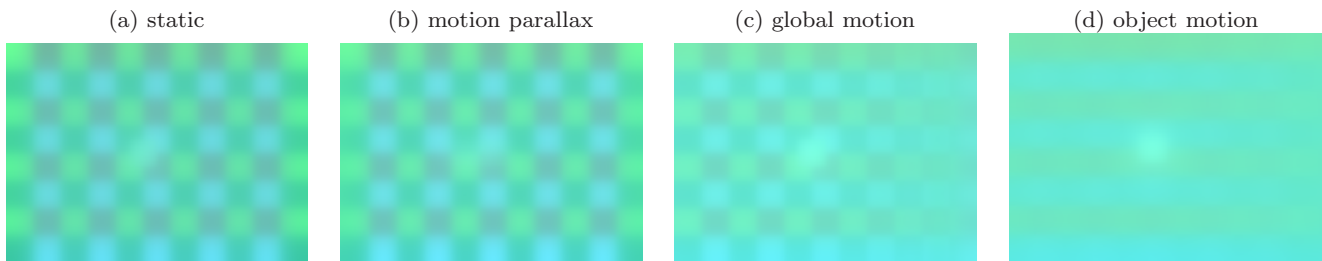 (a) static
(b) motion parallax
(c) global motion
(d) object motion